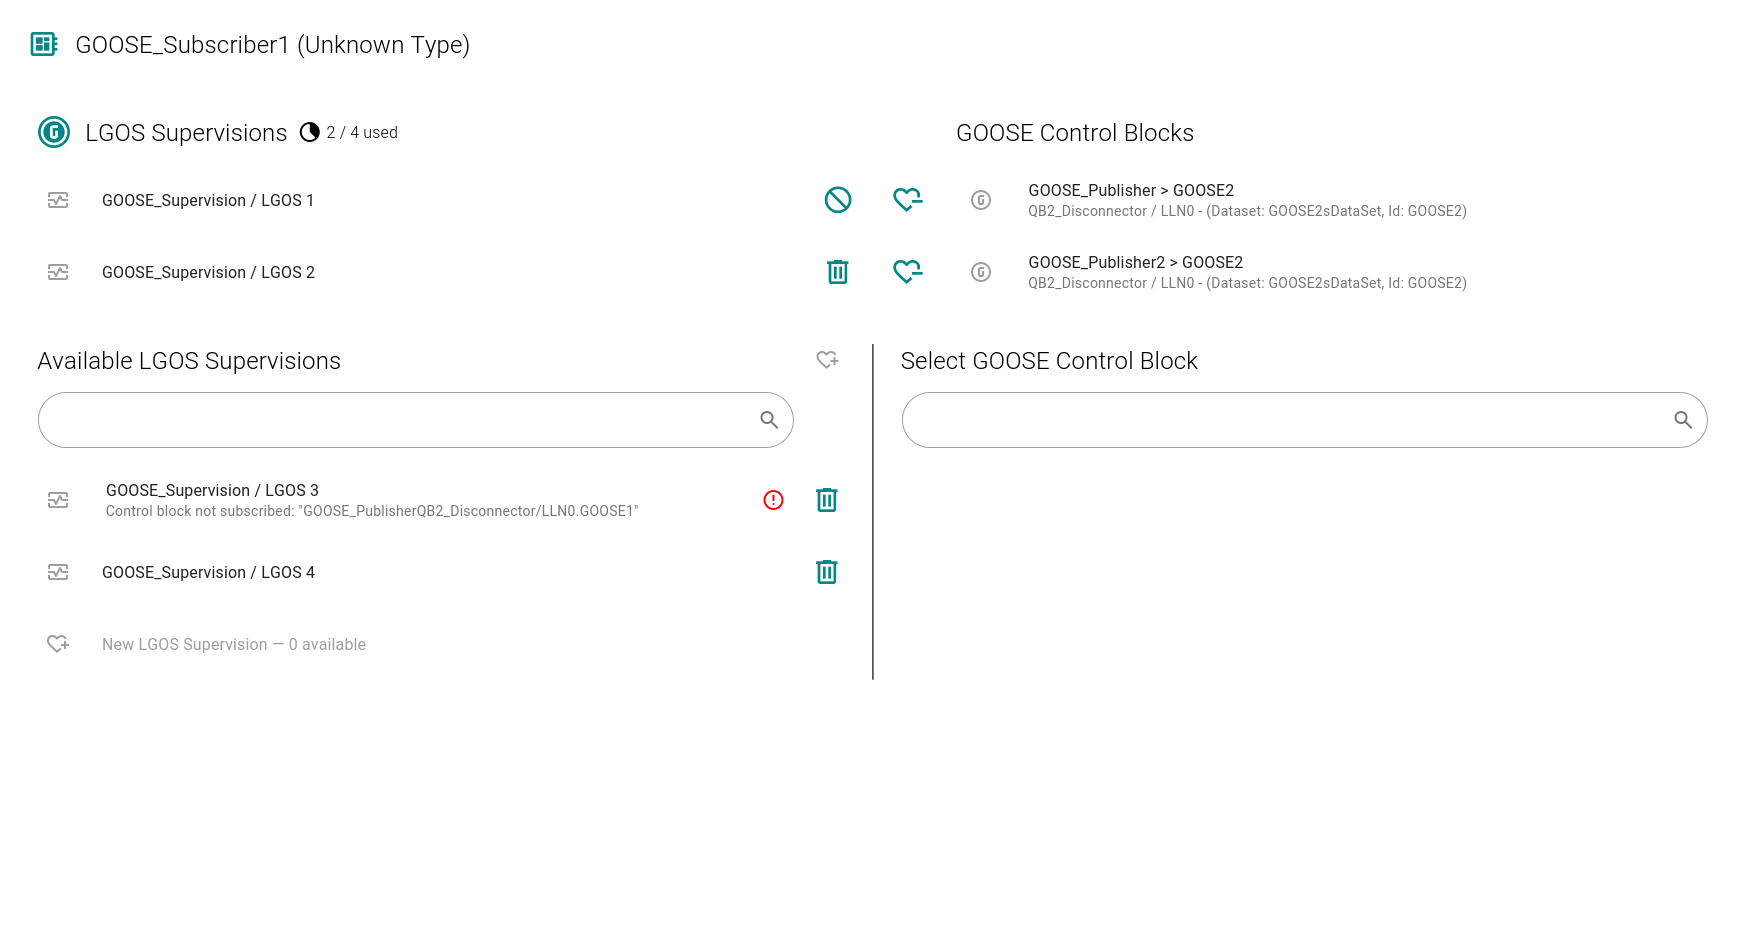 GOOSE_Subscriber1 (Unknown Type)
LGOS Supervisions 2 / 4 used
GOOSE Control Blocks
GOOSE_Supervision / LGOS 1
GOOSE_Publisher > GOOSE2
QB2_Disconnector / LLN0 - (Dataset: GOOSE2sDataSet, Id: GOOSE2)
GOOSE_Supervision / LGOS 2
GOOSE_Publisher2 > GOOSE2
QB2_Disconnector / LLN0 - (Dataset: GOOSE2sDataSet, Id: GOOSE2)
Available LGOS Supervisions
Select GOOSE Control Block
GOOSE_Supervision / LGOS 3
Control block not subscribed: "GOOSE_PublisherQB2_Disconnector/LLN0.GOOSE1"
GOOSE_Supervision / LGOS 4
New LGOS Supervision — 0 available